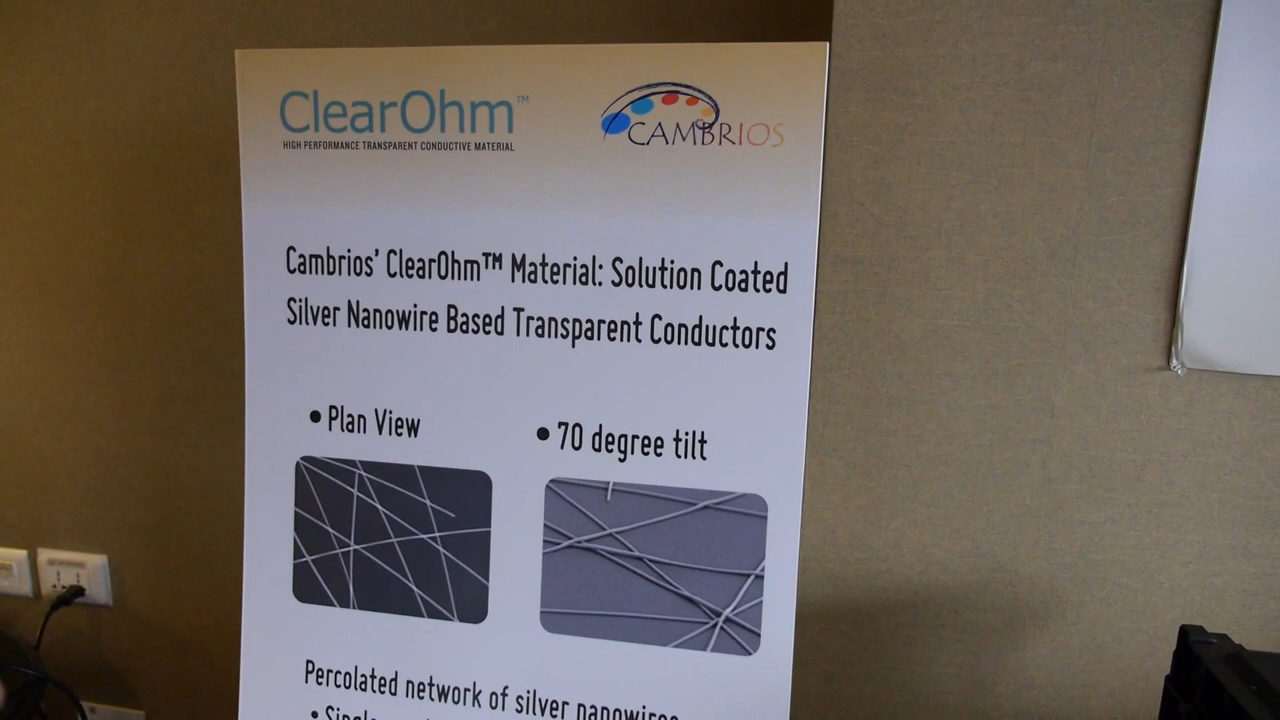 ClearOhm™
HIGH PERFORMANCE TRANSPARENT CONDUCTIVE MATERIAL
CAMBRIOS
Cambrios' ClearOhm™ Material: Solution Coated
Silver Nanowire Based Transparent Conductors
• Plan View
• 70 degree tilt
Percolated network of silver nanowires